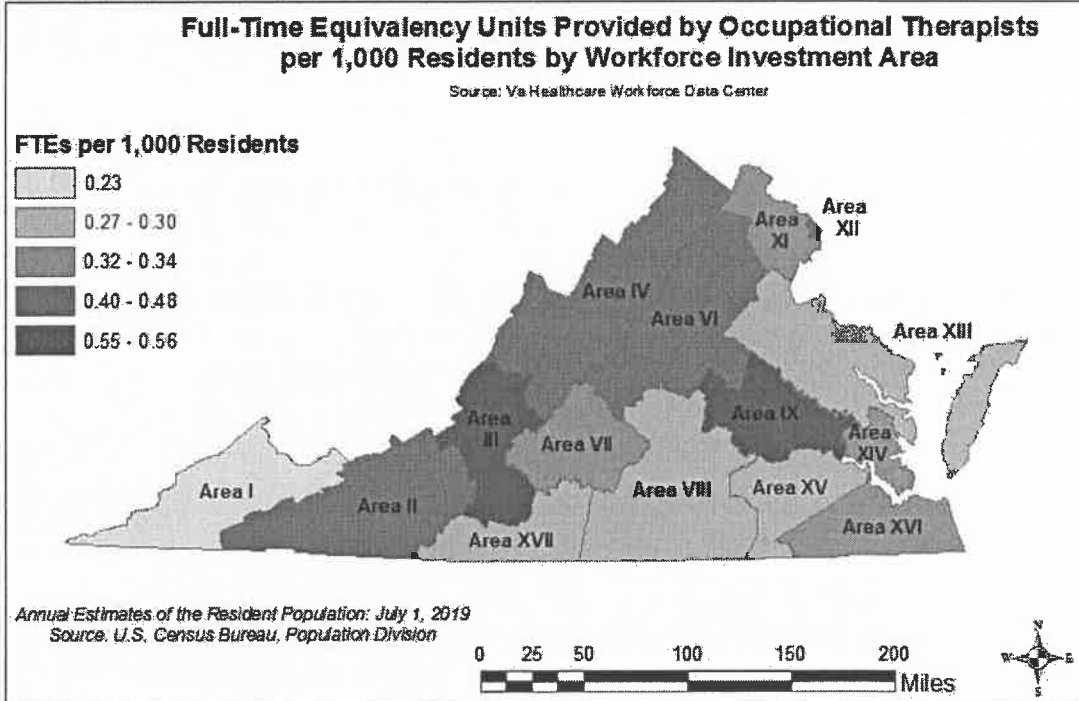 Full-Time Equivalency Units Provided by Occupational Therapists
per 1,000 Residents by Workforce Investment Area
Source: Va Healthcare Workforce Data Center
FTEs per 1,000 Residents
0.23
0.27 - 0.30
0.32 - 0.34
0.40 - 0.48
0.55 - 0.56
Area
XII
Area
XI
Area IV
Area VI
Area XIII
Area
III
Area IX
Area VII
Area
XIV
Area I
Area II
Area VIII
Area XV
Area XVI
Area XVII
Annual Estimates of the Resident Population: July 1, 2019
Source: U.S. Census Bureau, Population Division
0 25 50 100 150 200
Miles
N
W E
S